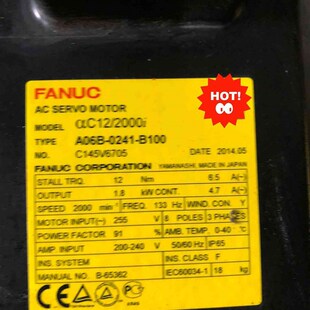 HOT!
FANUC
AC SERVO MOTOR
MODEL αC12/2000i
TYPE A06B-0241-B100
NO. C145V6705 DATE 2014.05
FANUC CORPORATION YAMANASHI, MADE IN JAPAN
STALL TRQ. 12 Nm 6.5 A(~)
OUTPUT 1.8 kW CONT. 4.7 A(~)
SPEED 2000 min⁻¹ FREQ. 133 Hz WIND. CON. Y
MOTOR INPUT(~) 255 V 8 POLES 3 PHASES
POWER FACTOR 91 % AMB. TEMP. 0-40 ℃
AMP INPUT 200-240 V 50/60 Hz IP65
INS. SYSTEM INS. CLASS F
MANUAL NO. B-65362 IEC60034-1 18 kg
CE
TÜV
c UR US